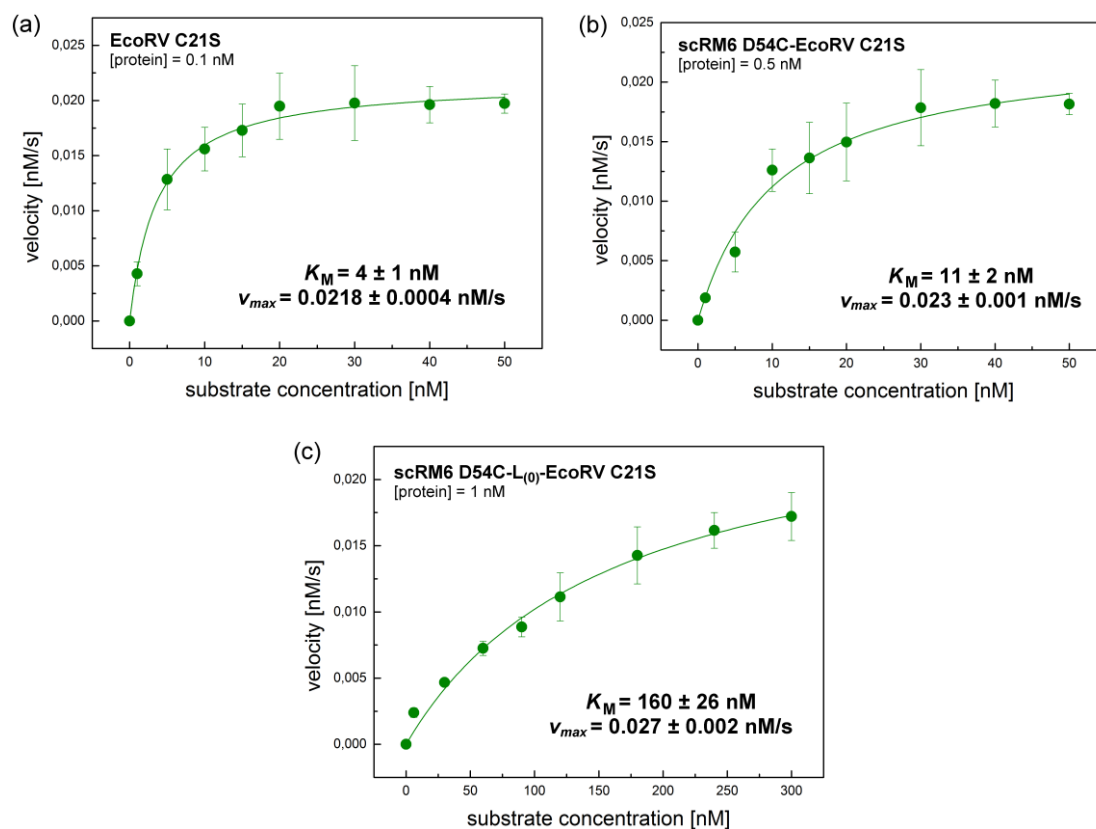 (a)
EcoRV C21S
[protein] = 0.1 nM
0,025
0,020
0,015
0,010
0,005
0,000
velocity [nM/s]
K_M = 4 ± 1 nM
v_max = 0.0218 ± 0.0004 nM/s
0 10 20 30 40 50
substrate concentration [nM]
(b)
scRM6 D54C-EcoRV C21S
[protein] = 0.5 nM
0,025
0,020
0,015
0,010
0,005
0,000
velocity [nM/s]
K_M = 11 ± 2 nM
v_max = 0.023 ± 0.001 nM/s
0 10 20 30 40 50
substrate concentration [nM]
(c)
scRM6 D54C-L(0)-EcoRV C21S
[protein] = 1 nM
0,020
0,015
0,010
0,005
0,000
velocity [nM/s]
K_M = 160 ± 26 nM
v_max = 0.027 ± 0.002 nM/s
0 50 100 150 200 250 300
substrate concentration [nM]